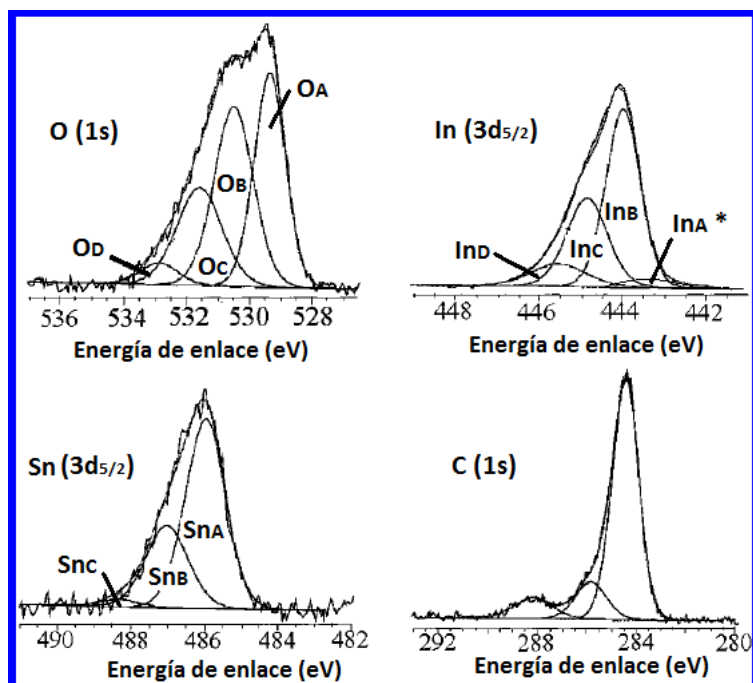 O (1s)
OA
OB
OC
OD
536 534 532 530 528
Energía de enlace (eV)
In (3d5/2)
InA *
InB
InC
InD
448 446 444 442
Energía de enlace (eV)
Sn (3d5/2)
SnA
SnB
SnC
490 488 486 484 482
Energía de enlace (eV)
C (1s)
292 288 284 280
Energía de enlace (eV)